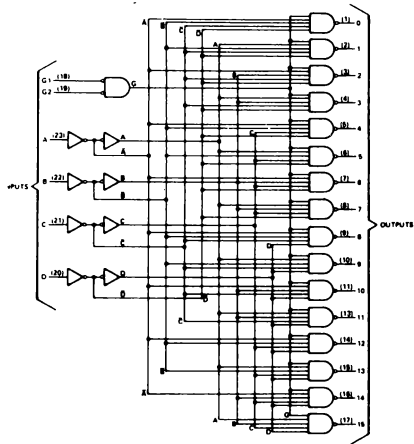 (1) 0
(2) 1
(3) 2
(4) 3
(5) 4
(6) 5
(7) 6
(8) 7
(9) 8
(10) 9
(11) 10
(13) 11
(14) 12
(15) 13
(16) 14
(17) 15
A B C D
G1 (18)
G2 (19)
G
A (23) A
A
B (22) B
B
C (21) C
C
D (20) D
D
A
B
C
D
A
B
C
D
A
B
C
D
G
INPUTS
OUTPUTS